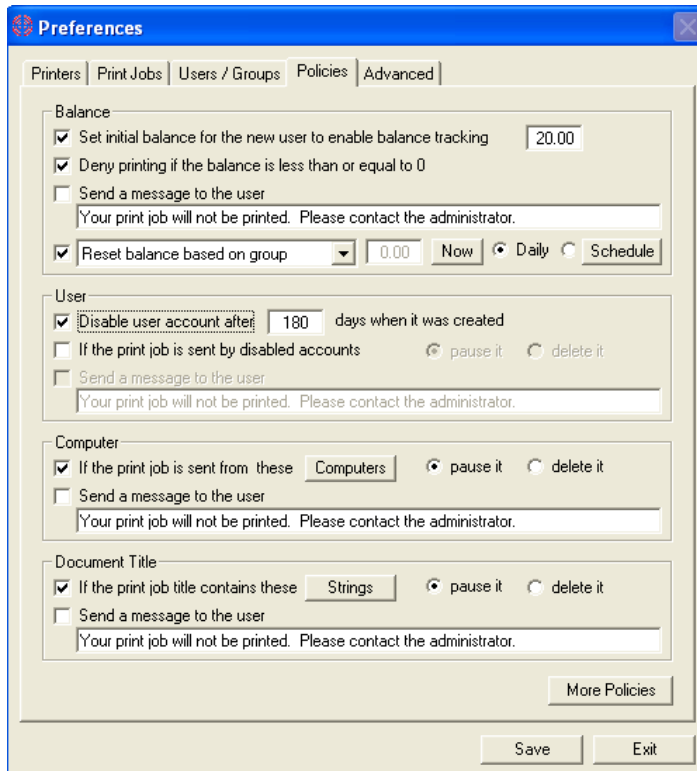 Preferences
Printers Print Jobs Users / Groups Policies Advanced
Balance
Set initial balance for the new user to enable balance tracking 20.00
Deny printing if the balance is less than or equal to 0
Send a message to the user
Your print job will not be printed.  Please contact the administrator.
Reset balance based on group 0.00 Now Daily Schedule
User
Disable user account after 180 days when it was created
If the print job is sent by disabled accounts pause it delete it
Send a message to the user
Your print job will not be printed.  Please contact the administrator.
Computer
If the print job is sent from  these Computers pause it delete it
Send a message to the user
Your print job will not be printed.  Please contact the administrator.
Document Title
If the print job title contains these Strings pause it delete it
Send a message to the user
Your print job will not be printed.  Please contact the administrator.
More Policies
Save Exit